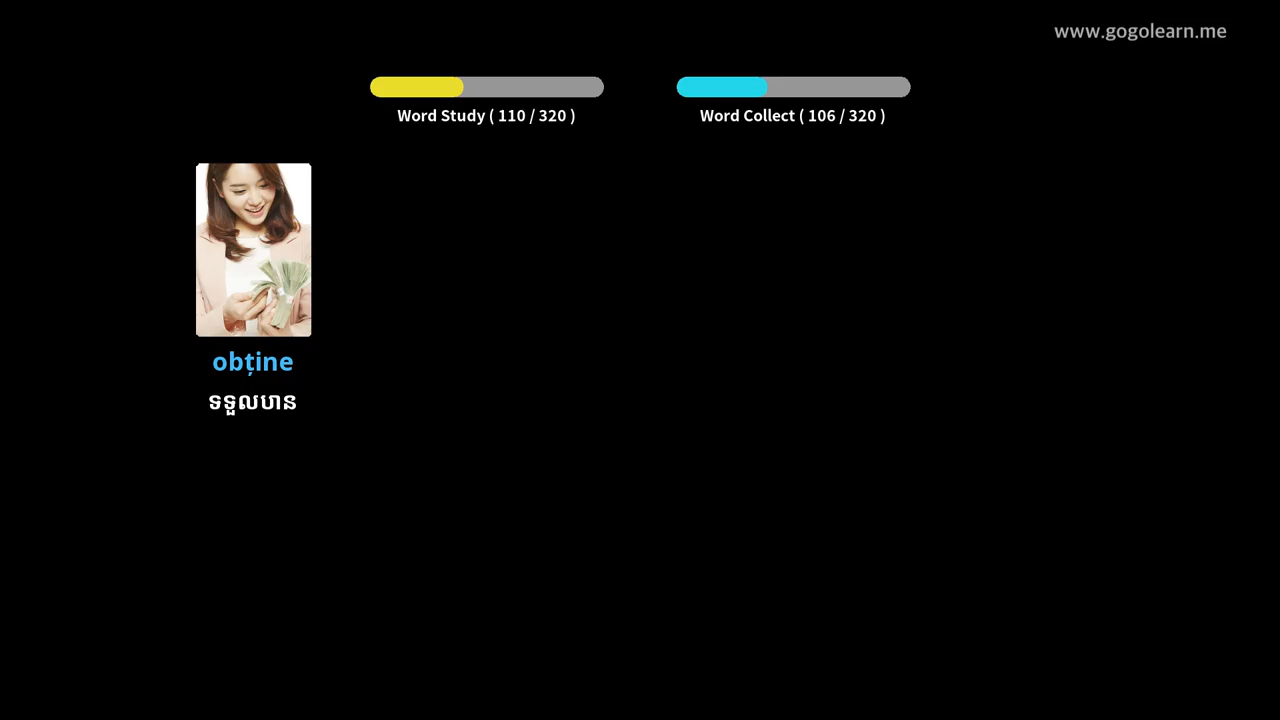 www.gogolearn.me
Word Study ( 110 / 320 )
Word Collect ( 106 / 320 )
obține
ទទួលបាន